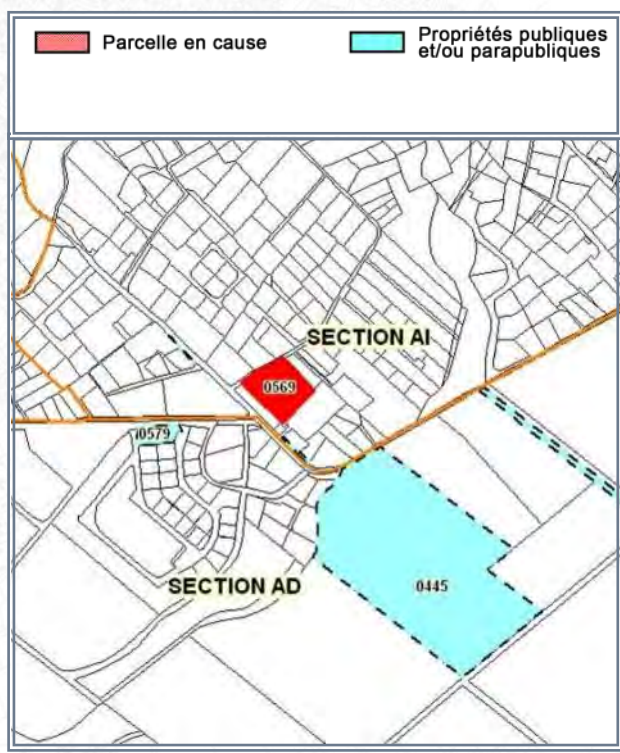 Parcelle en cause
Propriétés publiques
et/ou parapubliques
SECTION AI
0569
0579
SECTION AD
0445